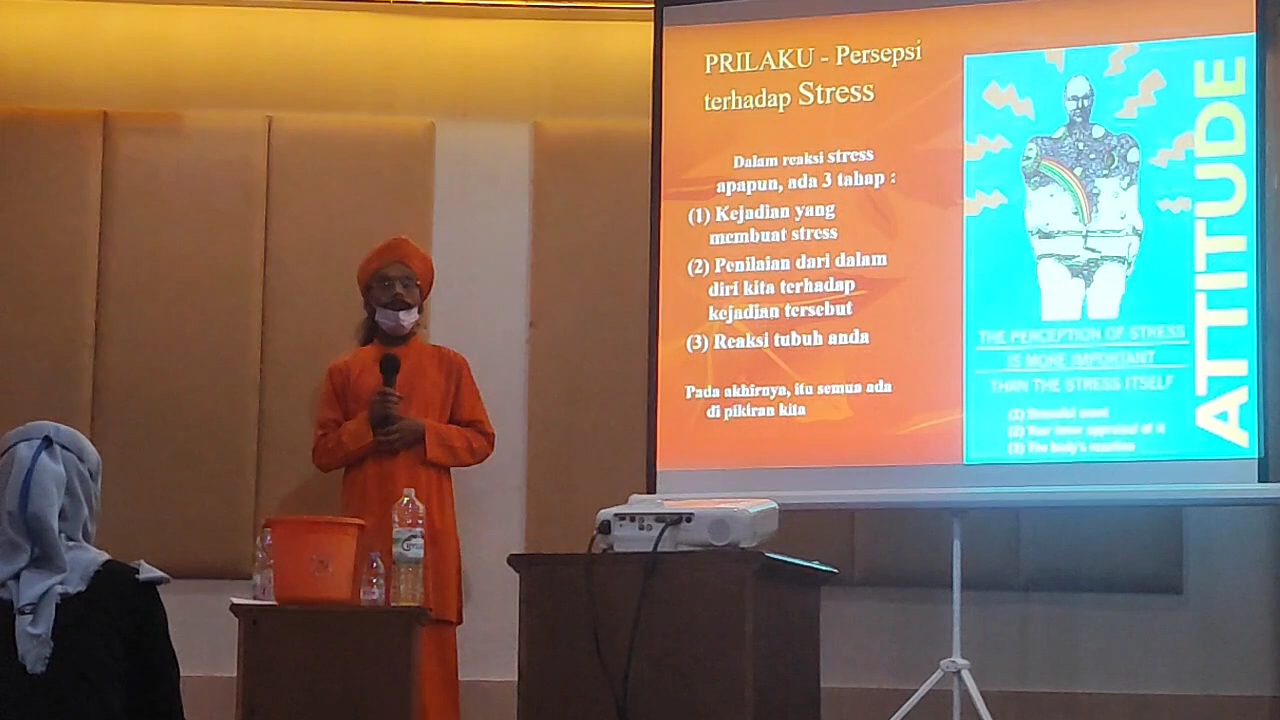 PRILAKU - Persepsi
terhadap Stress
Dalam reaksi stress
apapun, ada 3 tahap :
(1) Kejadian yang
membuat stress
(2) Penilaian dari dalam
diri kita terhadap
kejadian tersebut
(3) Reaksi tubuh anda
Pada akhirnya, itu semua ada
di pikiran kita
ATTITUDE
THE PERCEPTION OF STRESS
IS MORE IMPORTANT
THAN THE STRESS ITSELF
(1) Stressful event
(2) Your inner appraisal of it
(3) The body's reaction